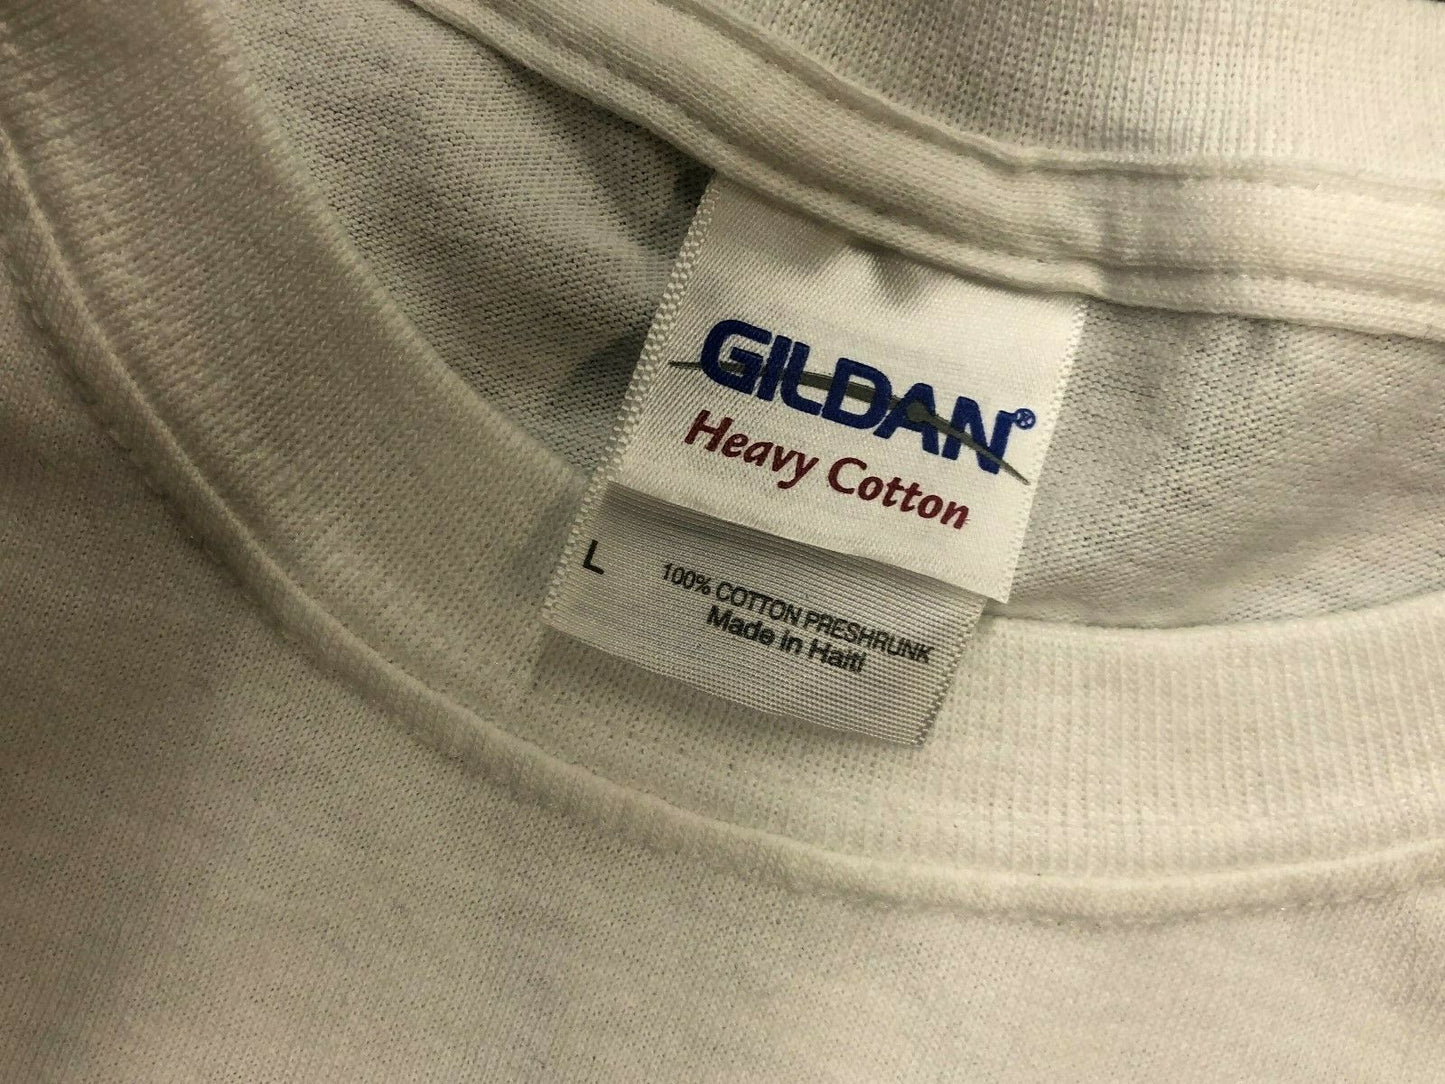 GILDAN®
Heavy Cotton
L
100% COTTON PRESHRUNK
Made in Haiti